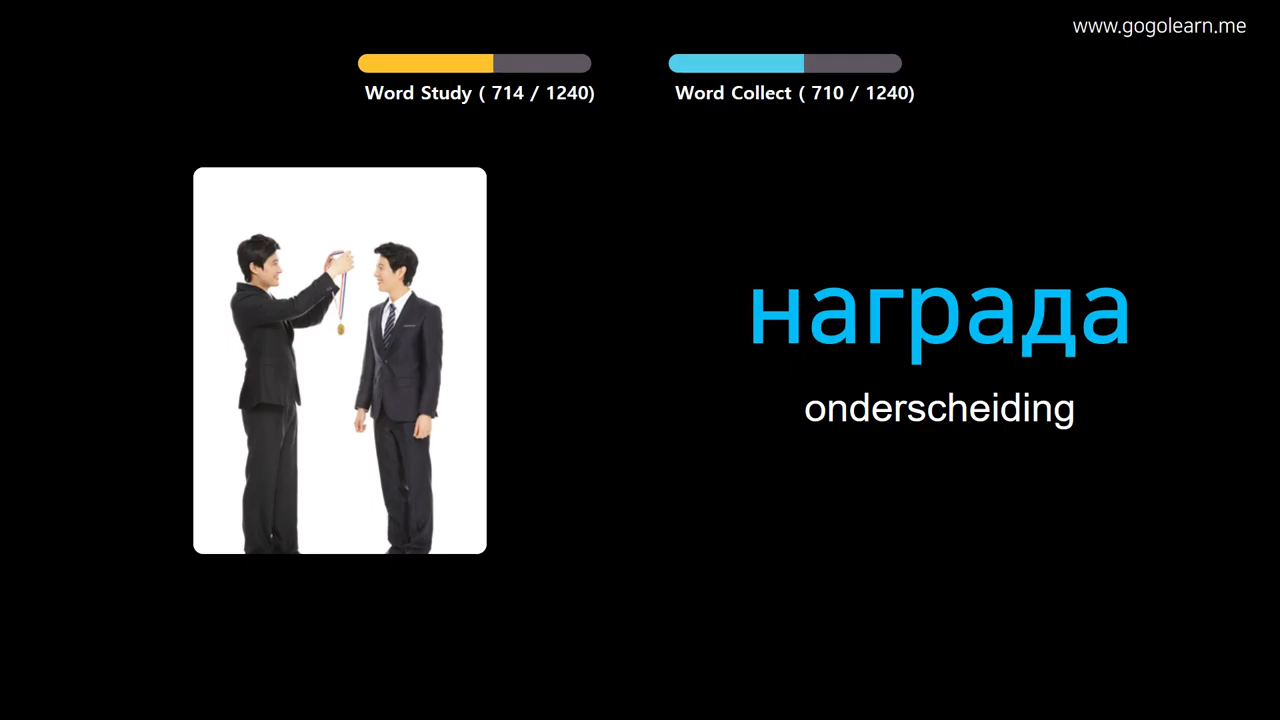 www.gogolearn.me
Word Study ( 714 / 1240)
Word Collect ( 710 / 1240)
награда
onderscheiding